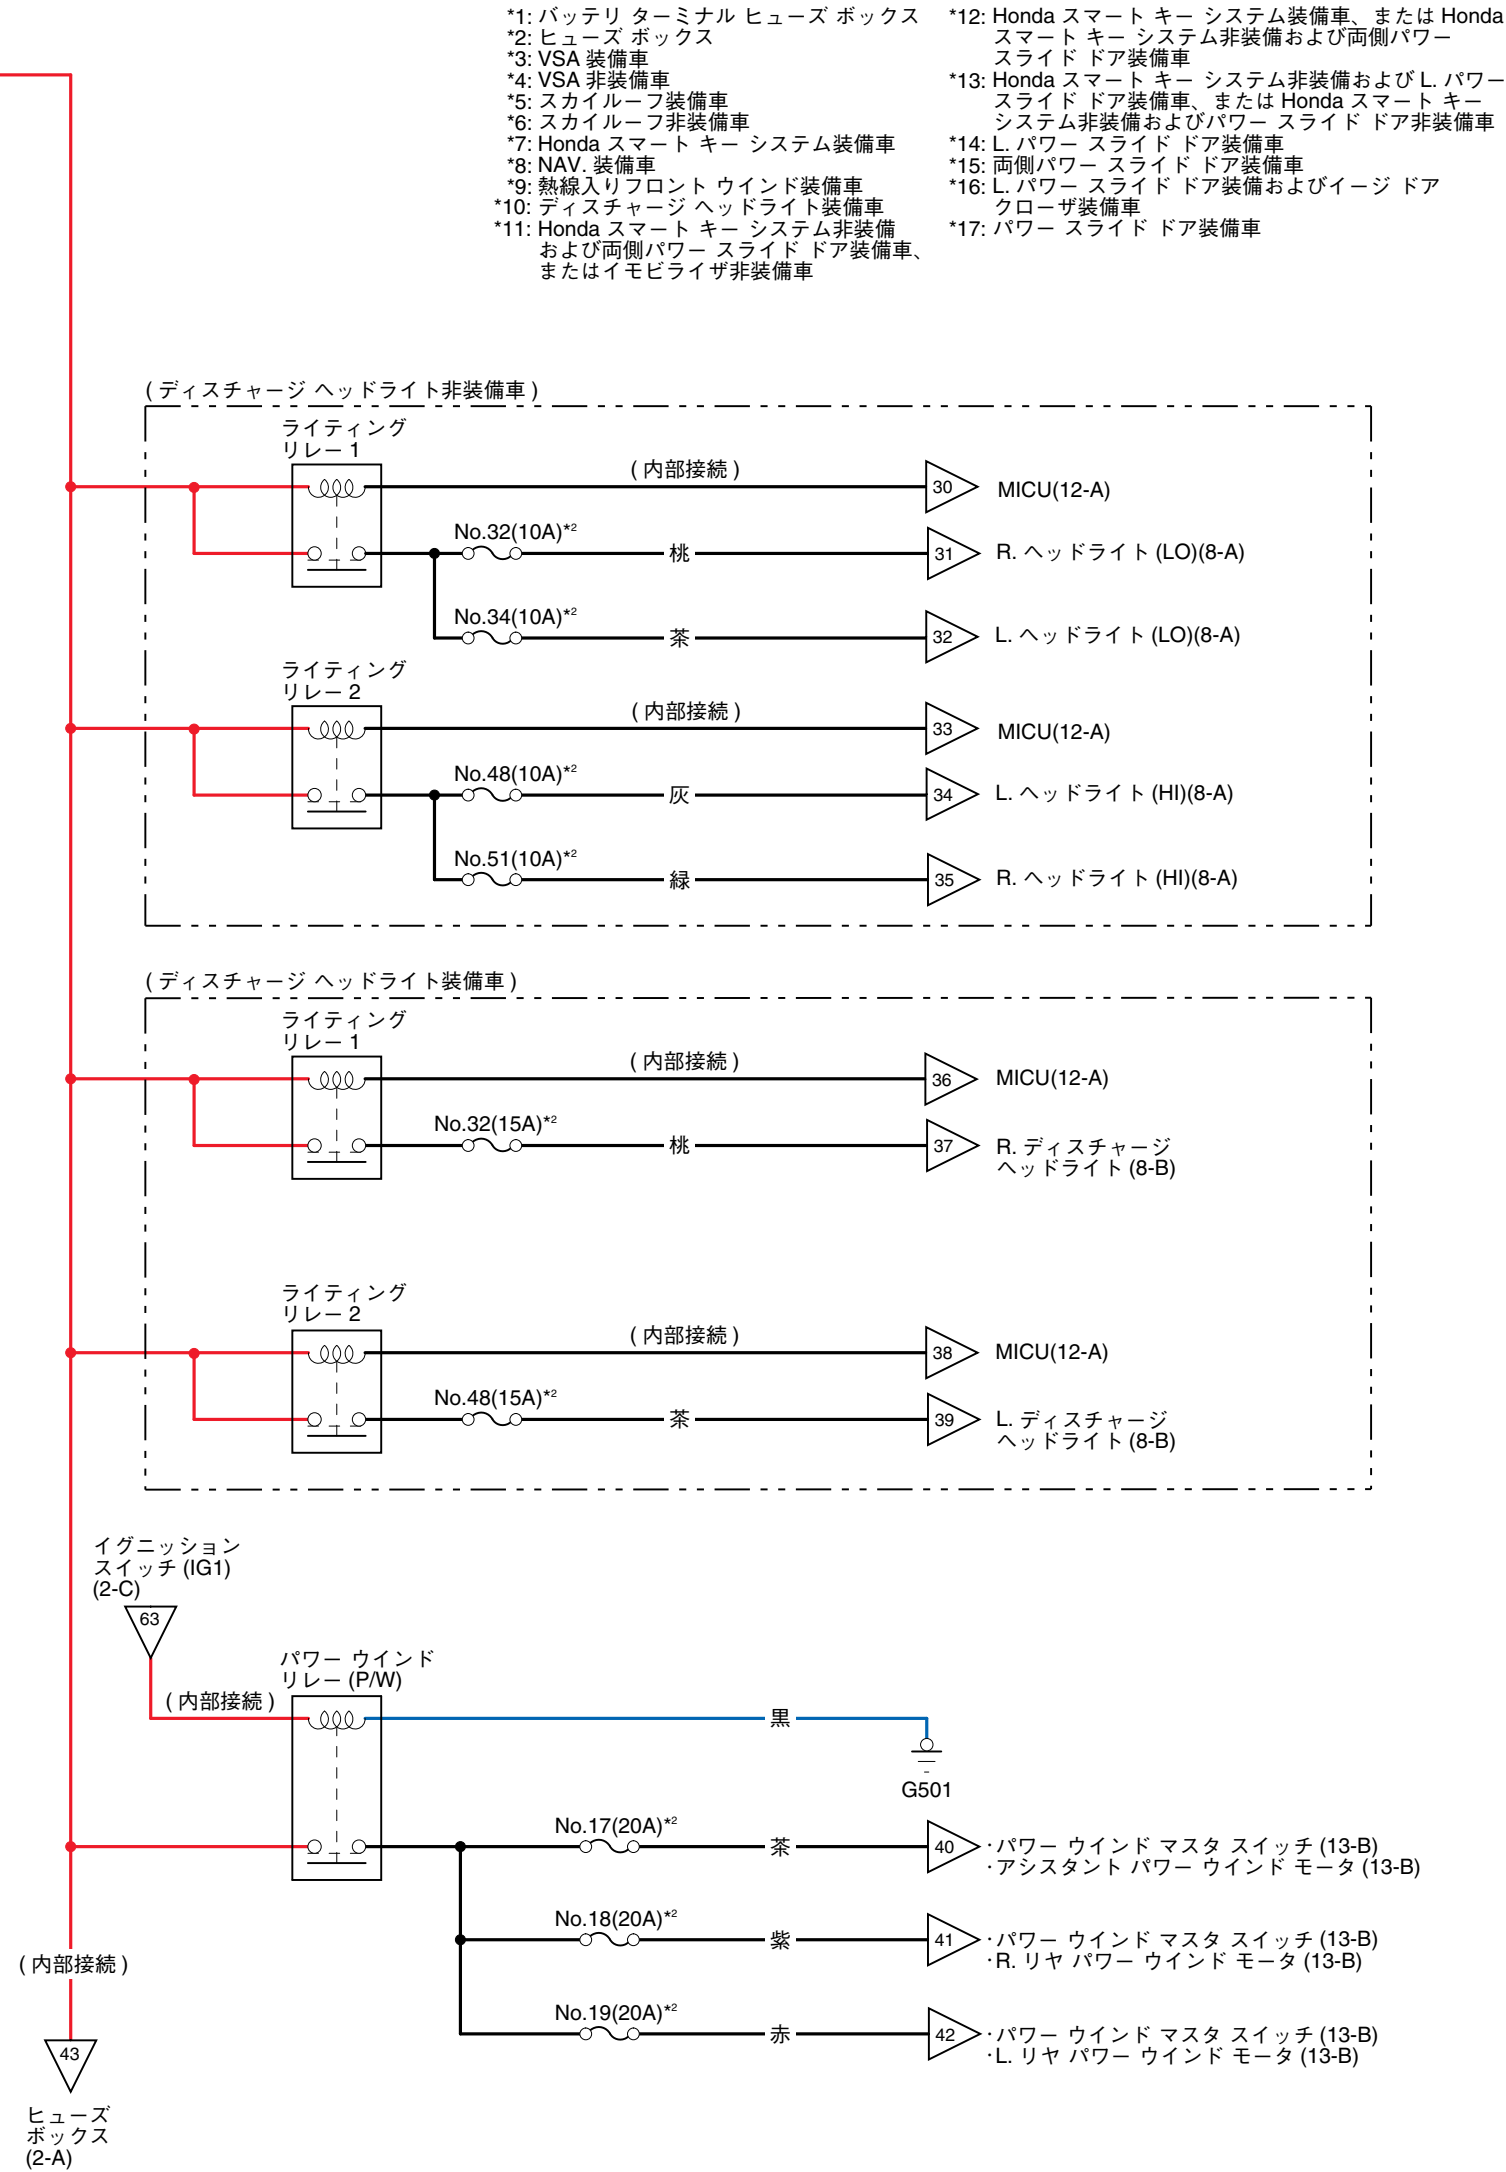 *1: バッテリ ターミナル ヒューズ ボックス
*2: ヒューズ ボックス
*3: VSA 装備車
*4: VSA 非装備車
*5: スカイルーフ装備車
*6: スカイルーフ非装備車
*7: Honda スマート キー システム装備車
*8: NAV. 装備車
*9: 熱線入りフロント ウインド装備車
*10: ディスチャージ ヘッドライト装備車
*11: Honda スマート キー システム非装備
および両側パワー スライド ドア装備車、
またはイモビライザ非装備車
*12: Honda スマート キー システム装備車、または Honda
スマート キー システム非装備および両側パワー
スライド ドア装備車
*13: Honda スマート キー システム非装備および L. パワー
スライド ドア装備車、または Honda スマート キー
システム非装備およびパワー スライド ドア非装備車
*14: L. パワー スライド ドア装備車
*15: 両側パワー スライド ドア装備車
*16: L. パワー スライド ドア装備およびイージ ドア
クローザ装備車
*17: パワー スライド ドア装備車
( ディスチャージ ヘッドライト非装備車 )
ライティング
リレー 1
( 内部接続 )
30
MICU(12-A)
No.32(10A)*2
桃
31
R. ヘッドライト (LO)(8-A)
No.34(10A)*2
茶
32
L. ヘッドライト (LO)(8-A)
ライティング
リレー 2
( 内部接続 )
33
MICU(12-A)
No.48(10A)*2
灰
34
L. ヘッドライト (HI)(8-A)
No.51(10A)*2
緑
35
R. ヘッドライト (HI)(8-A)
( ディスチャージ ヘッドライト装備車 )
ライティング
リレー 1
( 内部接続 )
36
MICU(12-A)
No.32(15A)*2
桃
37
R. ディスチャージ
ヘッドライト (8-B)
ライティング
リレー 2
( 内部接続 )
38
MICU(12-A)
No.48(15A)*2
茶
39
L. ディスチャージ
ヘッドライト (8-B)
イグニッション
スイッチ (IG1)
(2-C)
63
( 内部接続 )
パワー ウインド
リレー (P/W)
黒
G501
No.17(20A)*2
茶
40
·パワー ウインド マスタ スイッチ (13-B)
·アシスタント パワー ウインド モータ (13-B)
No.18(20A)*2
紫
41
·パワー ウインド マスタ スイッチ (13-B)
·R. リヤ パワー ウインド モータ (13-B)
No.19(20A)*2
赤
42
·パワー ウインド マスタ スイッチ (13-B)
·L. リヤ パワー ウインド モータ (13-B)
( 内部接続 )
43
ヒューズ
ボックス
(2-A)